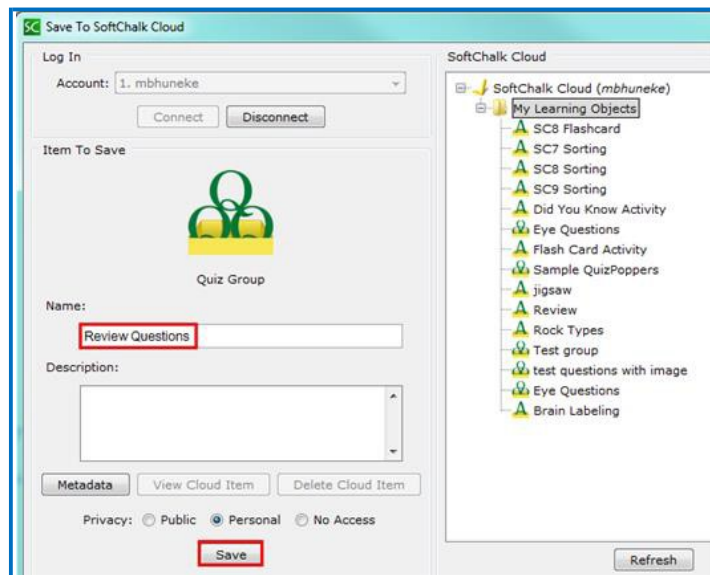 SC Save To SoftChalk Cloud
Log In
Account: 1. mbhuneke
Connect Disconnect
Item To Save
Quiz Group
Name:
Review Questions
Description:
Metadata View Cloud Item Delete Cloud Item
Privacy: Public Personal No Access
Save
SoftChalk Cloud
SoftChalk Cloud (mbhuneke)
My Learning Objects
A SC8 Flashcard
A SC7 Sorting
A SC8 Sorting
A SC9 Sorting
A Did You Know Activity
Eye Questions
A Flash Card Activity
Sample QuizPoppers
A jigsaw
A Review
A Rock Types
Test group
test questions with image
Eye Questions
A Brain Labeling
Refresh